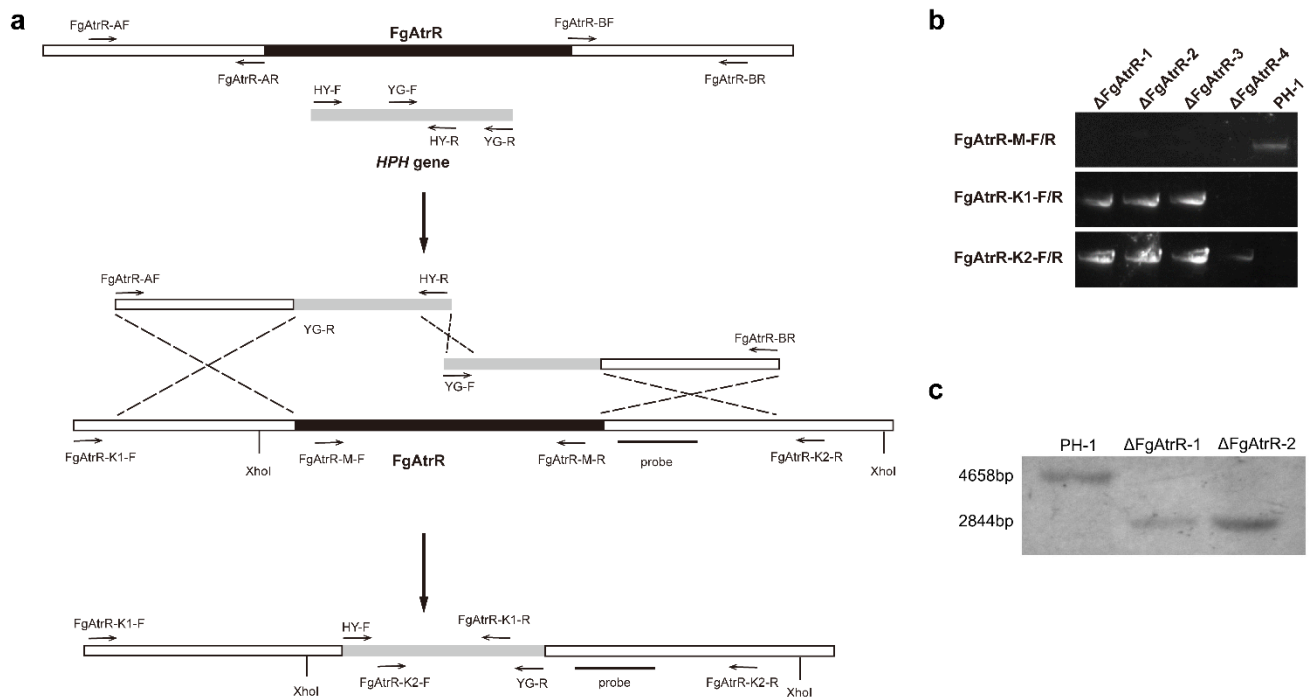 a
FgAtrR-AF
FgAtrR
FgAtrR-BF
FgAtrR-AR
FgAtrR-BR
HY-F
YG-F
HY-R
YG-R
HPH gene
FgAtrR-AF
HY-R
YG-R
FgAtrR-BR
YG-F
FgAtrR-K1-F
XhoI
FgAtrR-M-F
FgAtrR
FgAtrR-M-R
probe
FgAtrR-K2-R
XhoI
FgAtrR-K1-F
HY-F
FgAtrR-K1-R
XhoI
FgAtrR-K2-F
YG-R
probe
FgAtrR-K2-R
XhoI
b
ΔFgAtrR-1
ΔFgAtrR-2
ΔFgAtrR-3
ΔFgAtrR-4
PH-1
FgAtrR-M-F/R
FgAtrR-K1-F/R
FgAtrR-K2-F/R
c
PH-1 ΔFgAtrR-1 ΔFgAtrR-2
4658bp
2844bp